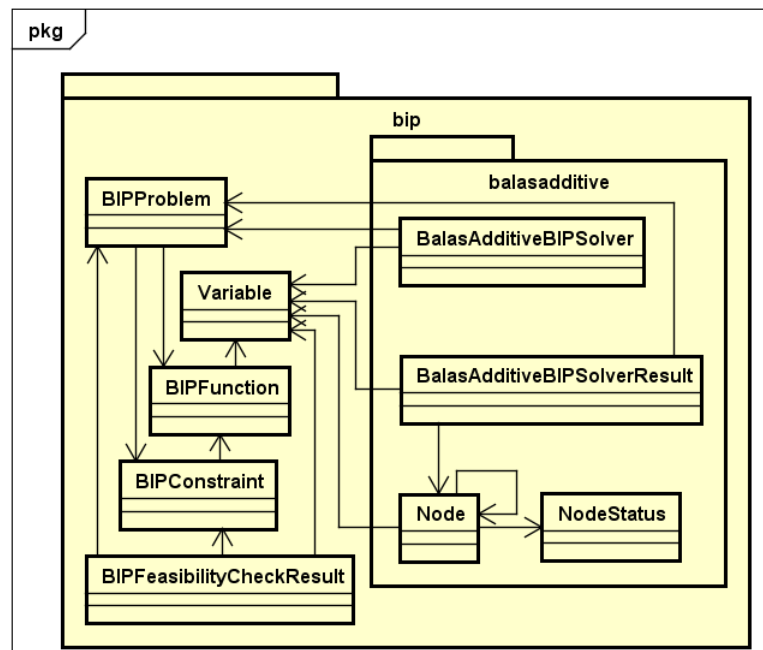 pkg
bip
balasadditive
BIPProblem
BalasAdditiveBIPSolver
Variable
BIPFunction
BalasAdditiveBIPSolverResult
BIPConstraint
Node
NodeStatus
BIPFeasibilityCheckResult